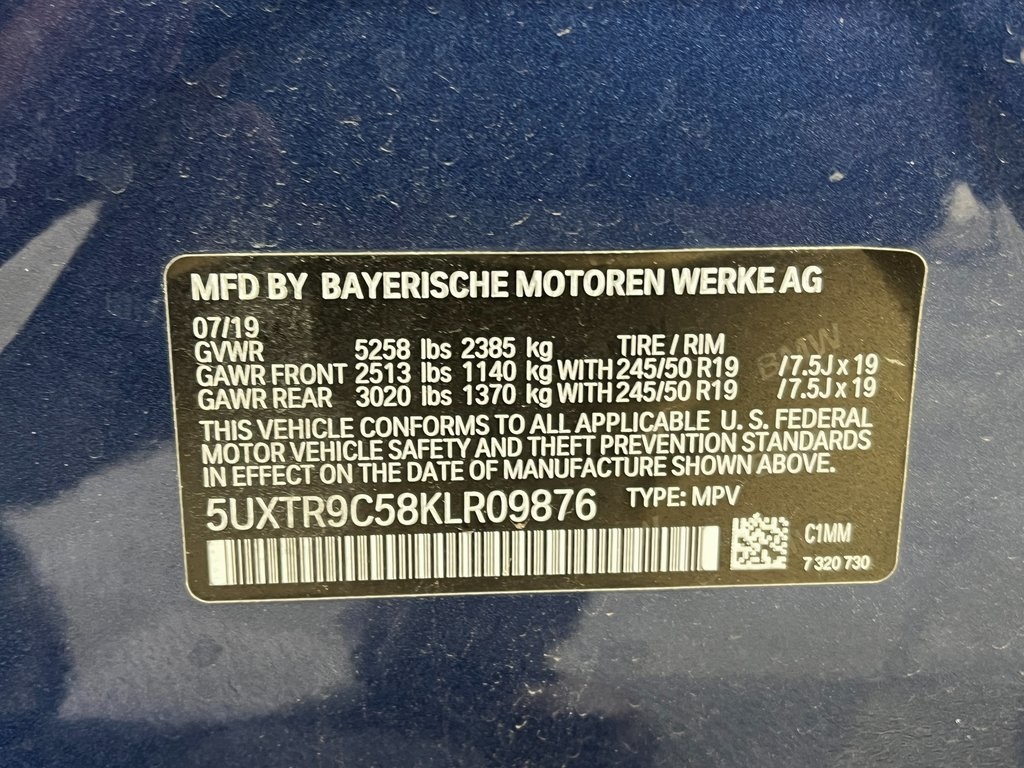 MFD BY BAYERISCHE MOTOREN WERKE AG
07/19
GVWR 5258 lbs 2385 kg TIRE / RIM
GAWR FRONT 2513 lbs 1140 kg WITH 245/50 R19 /7.5J x 19
GAWR REAR 3020 lbs 1370 kg WITH 245/50 R19 /7.5J x 19
THIS VEHICLE CONFORMS TO ALL APPLICABLE U. S. FEDERAL
MOTOR VEHICLE SAFETY AND THEFT PREVENTION STANDARDS
IN EFFECT ON THE DATE OF MANUFACTURE SHOWN ABOVE.
5UXTR9C58KLR09876 TYPE: MPV
C1MM
7 320 730
BMW